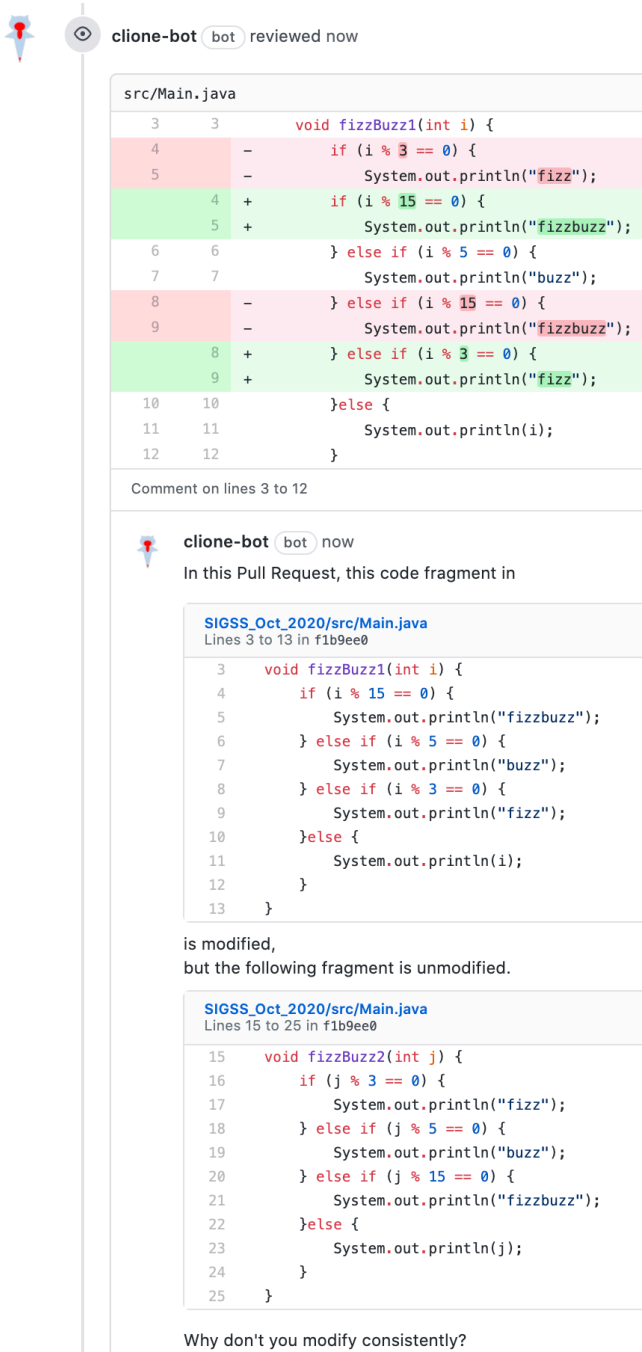 clione-bot bot reviewed now
src/Main.java
3 3 void fizzBuzz1(int i) {
4 - if (i % 3 == 0) {
5 - System.out.println("fizz");
4 + if (i % 15 == 0) {
5 + System.out.println("fizzbuzz");
6 6 } else if (i % 5 == 0) {
7 7 System.out.println("buzz");
8 - } else if (i % 15 == 0) {
9 - System.out.println("fizzbuzz");
8 + } else if (i % 3 == 0) {
9 + System.out.println("fizz");
10 10 }else {
11 11 System.out.println(i);
12 12 }
Comment on lines 3 to 12
clione-bot bot now
In this Pull Request, this code fragment in
SIGSS_Oct_2020/src/Main.java
Lines 3 to 13 in f1b9ee0
3 void fizzBuzz1(int i) {
4 if (i % 15 == 0) {
5 System.out.println("fizzbuzz");
6 } else if (i % 5 == 0) {
7 System.out.println("buzz");
8 } else if (i % 3 == 0) {
9 System.out.println("fizz");
10 }else {
11 System.out.println(i);
12 }
13 }
is modified,
but the following fragment is unmodified.
SIGSS_Oct_2020/src/Main.java
Lines 15 to 25 in f1b9ee0
15 void fizzBuzz2(int j) {
16 if (j % 3 == 0) {
17 System.out.println("fizz");
18 } else if (j % 5 == 0) {
19 System.out.println("buzz");
20 } else if (j % 15 == 0) {
21 System.out.println("fizzbuzz");
22 }else {
23 System.out.println(j);
24 }
25 }
Why don't you modify consistently?